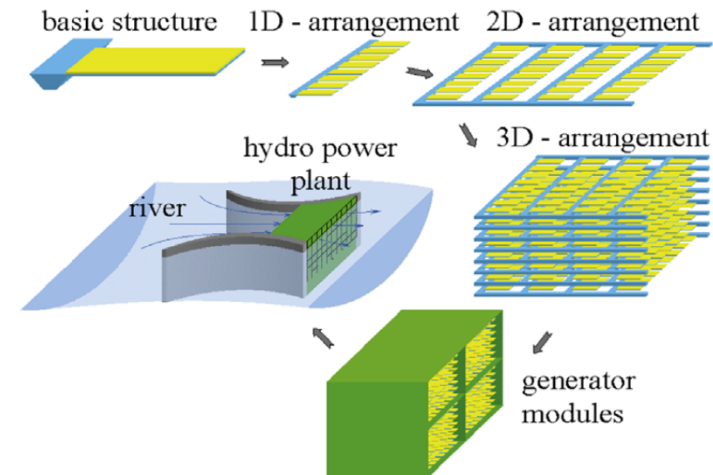 basic structure
1D - arrangement
2D - arrangement
3D - arrangement
hydro power
plant
river
generator
modules